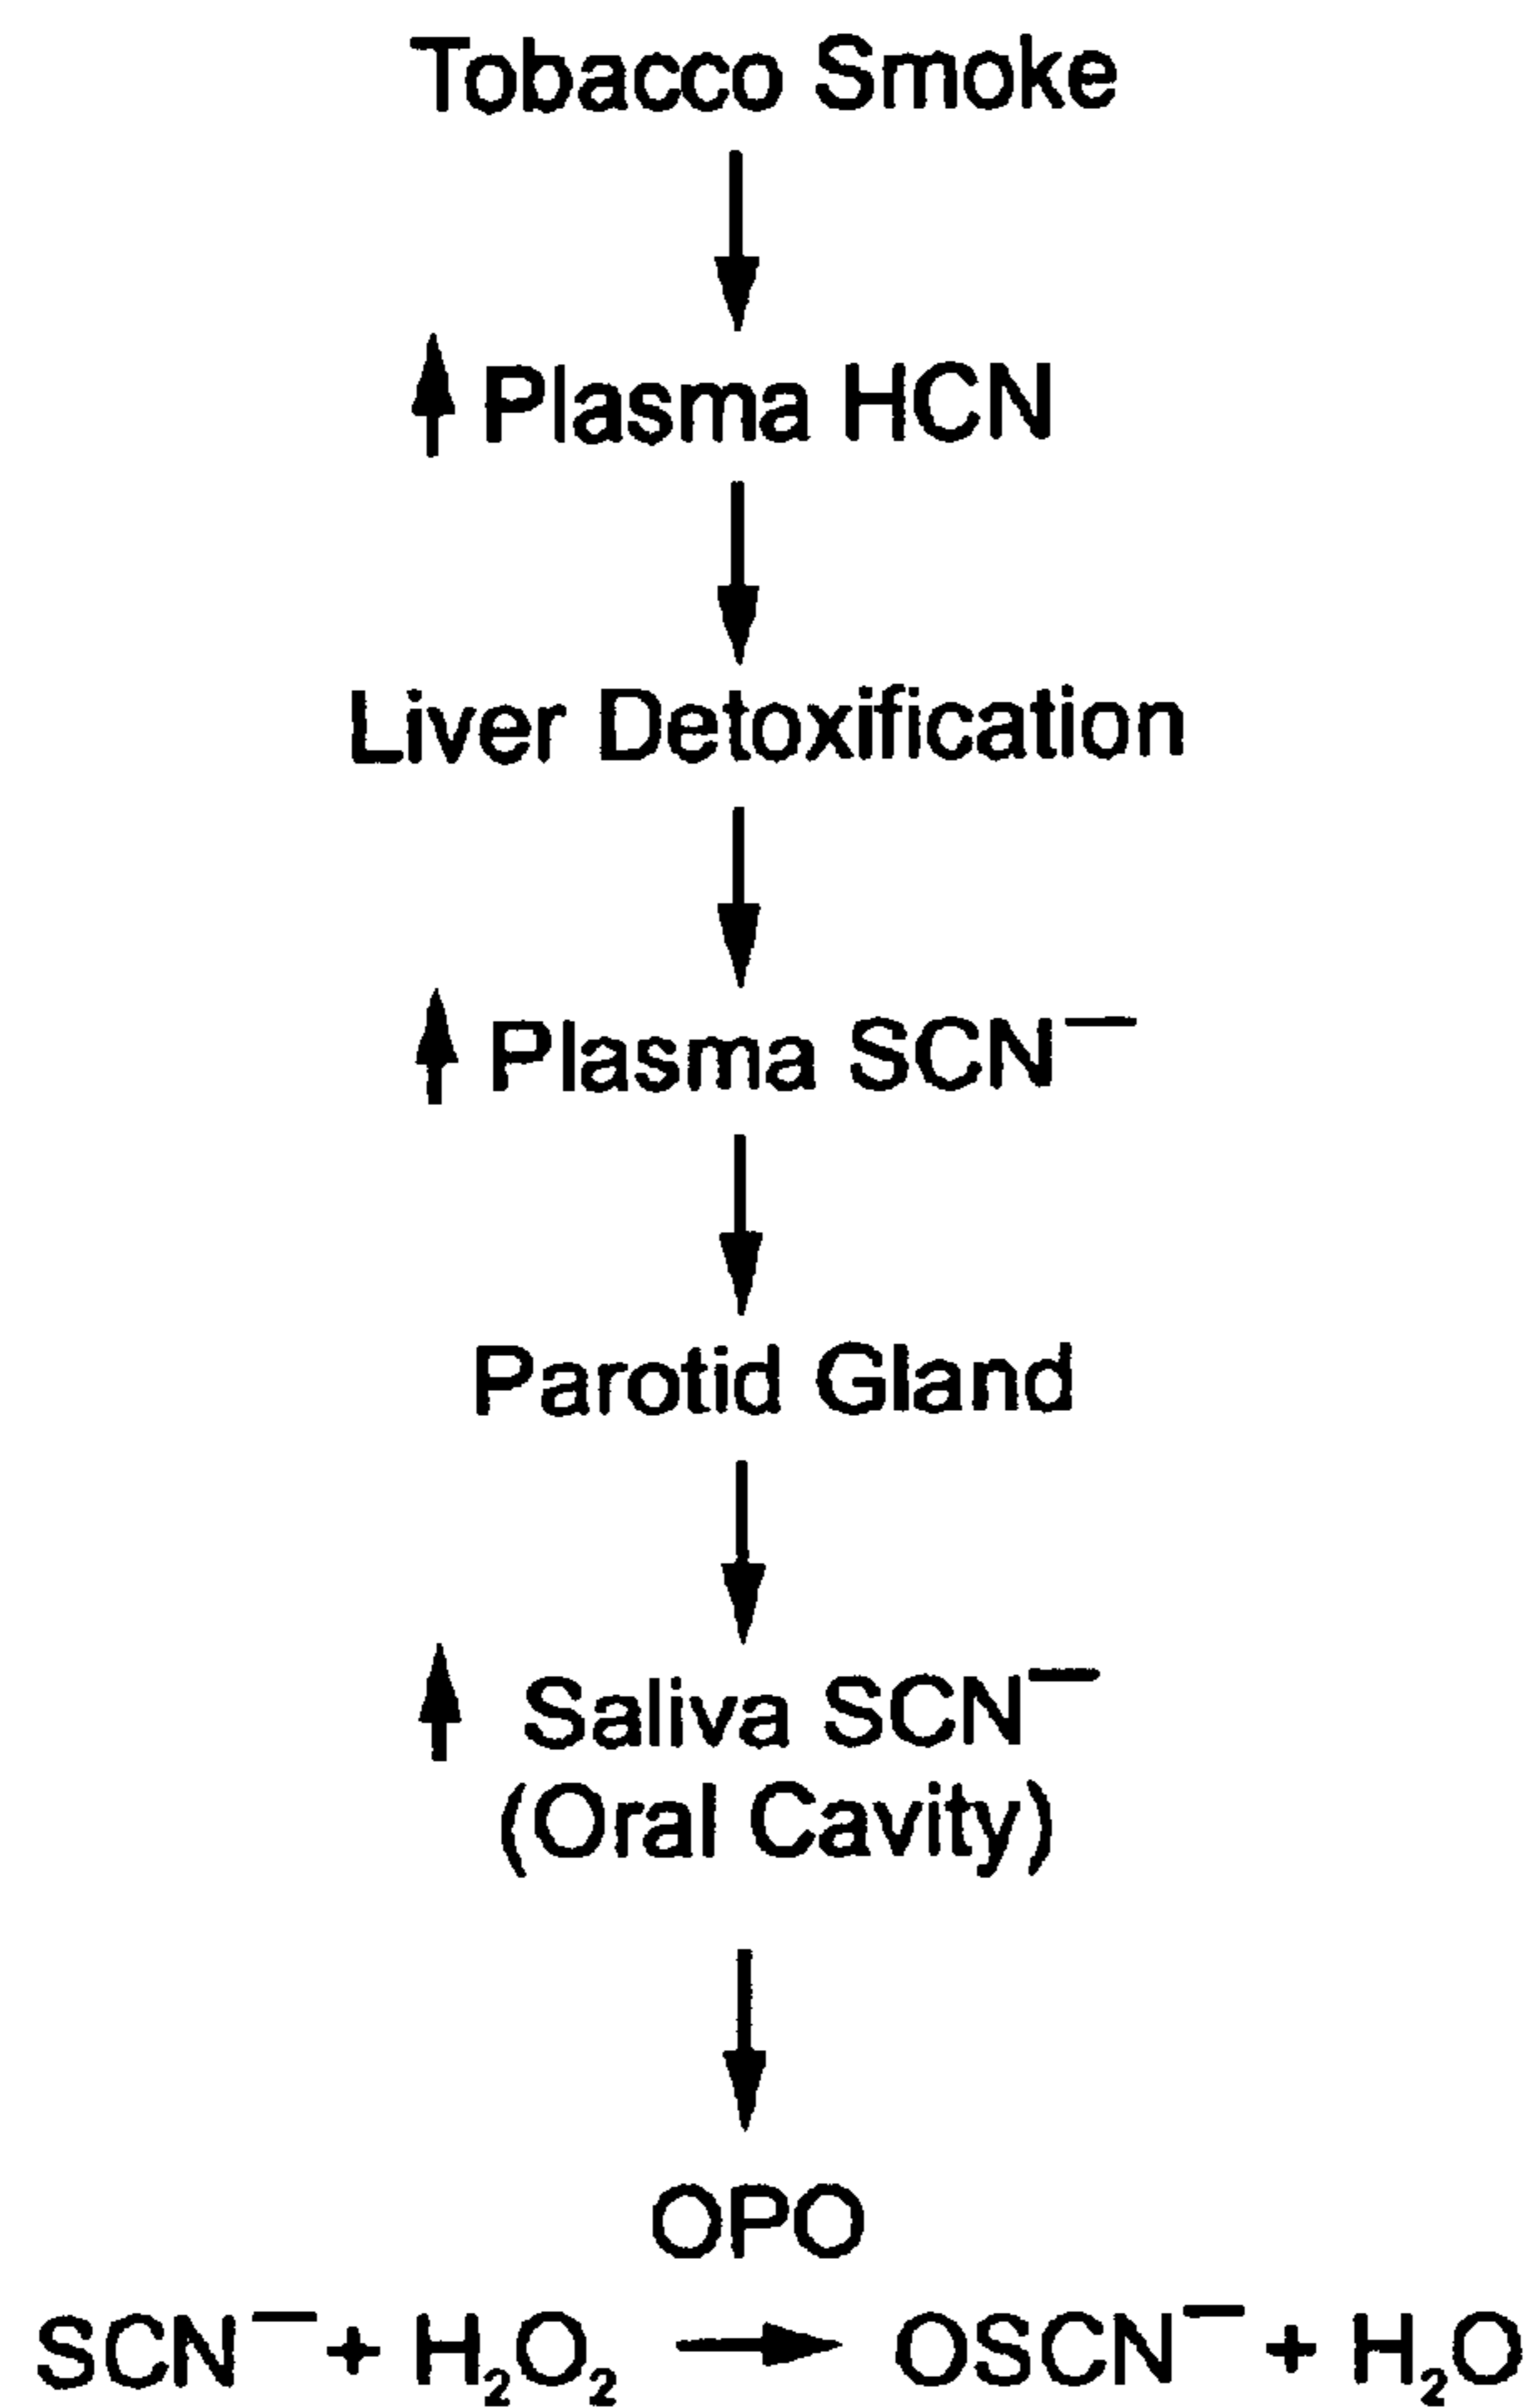 Tobacco Smoke
Plasma HCN
Liver Detoxification
Plasma SCN⁻
Parotid Gland
Saliva SCN⁻
(Oral Cavity)
OPO
SCN⁻ + H₂O₂ → OSCN⁻ + H₂O